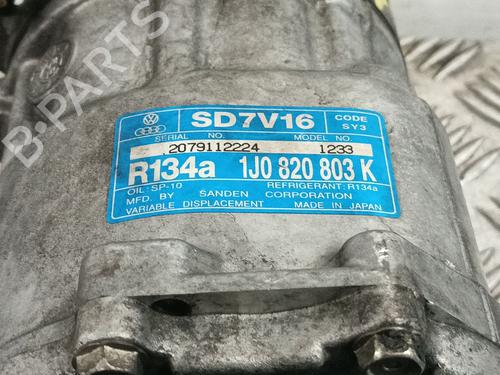 SD7V16
CODE
SY3
SERIAL NO. MODEL NO.
2079112224 1233
R134a 1J0 820 803 K
OIL: SP-10 REFRIGERANT: R134a
MFD. BY SANDEN CORPORATION
VARIABLE DISPLACEMENT MADE IN JAPAN
B-PARTS